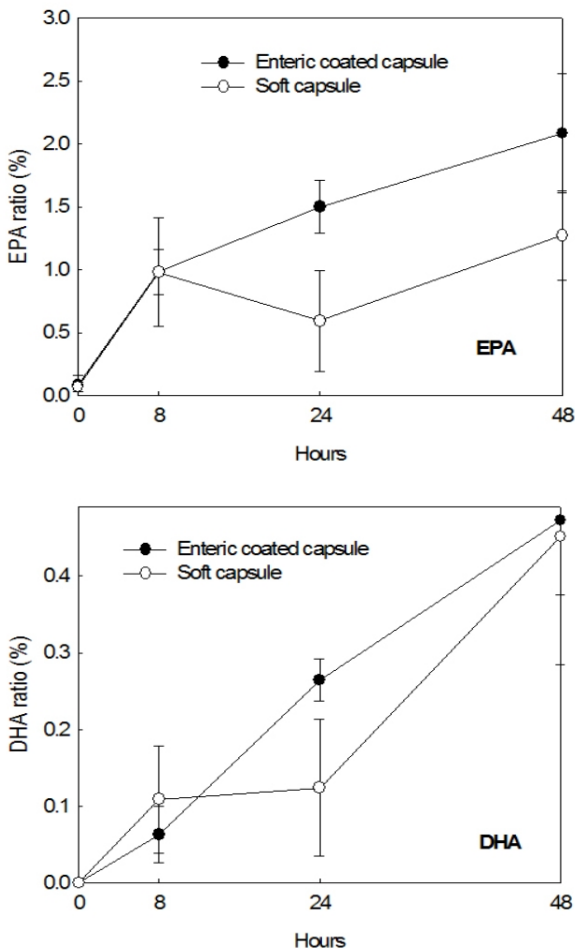 3.0
Enteric coated capsule
2.5
Soft capsule
2.0
EPA ratio (%)
1.5
1.0
0.5
EPA
0.0
0 8 24 48
Hours
Enteric coated capsule
Soft capsule
0.4
0.3
DHA ratio (%)
0.2
0.1
DHA
0.0
0 8 24 48
Hours